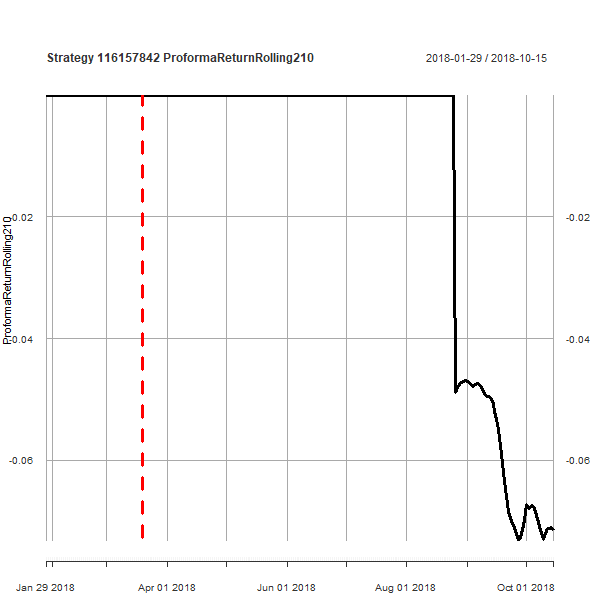 Strategy 116157842 ProformaReturnRolling210
2018-01-29 / 2018-10-15
ProformaReturnRolling210
-0.02
-0.02
-0.04
-0.04
-0.06
-0.06
Jan 29 2018
Apr 01 2018
Jun 01 2018
Aug 01 2018
Oct 01 2018